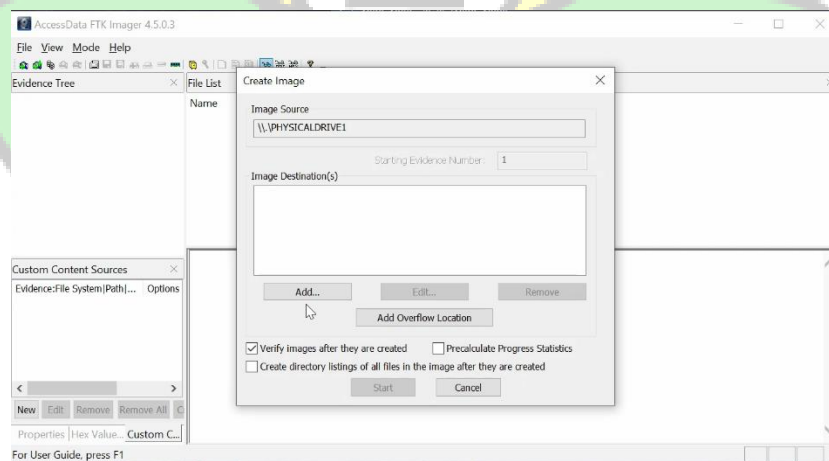 AccessData FTK Imager 4.5.0.3
File View Mode Help
Evidence Tree
File List
Name
Create Image
Image Source
\\.\PHYSICALDRIVE1
Starting Evidence Number: 1
Image Destination(s)
Add... Edit... Remove
Add Overflow Location
Verify images after they are created Precalculate Progress Statistics
Create directory listings of all files in the image after they are created
Start Cancel
Custom Content Sources
Evidence:File System|Path|... Options
New Edit Remove Remove All
Properties Hex Value... Custom C...
For User Guide, press F1